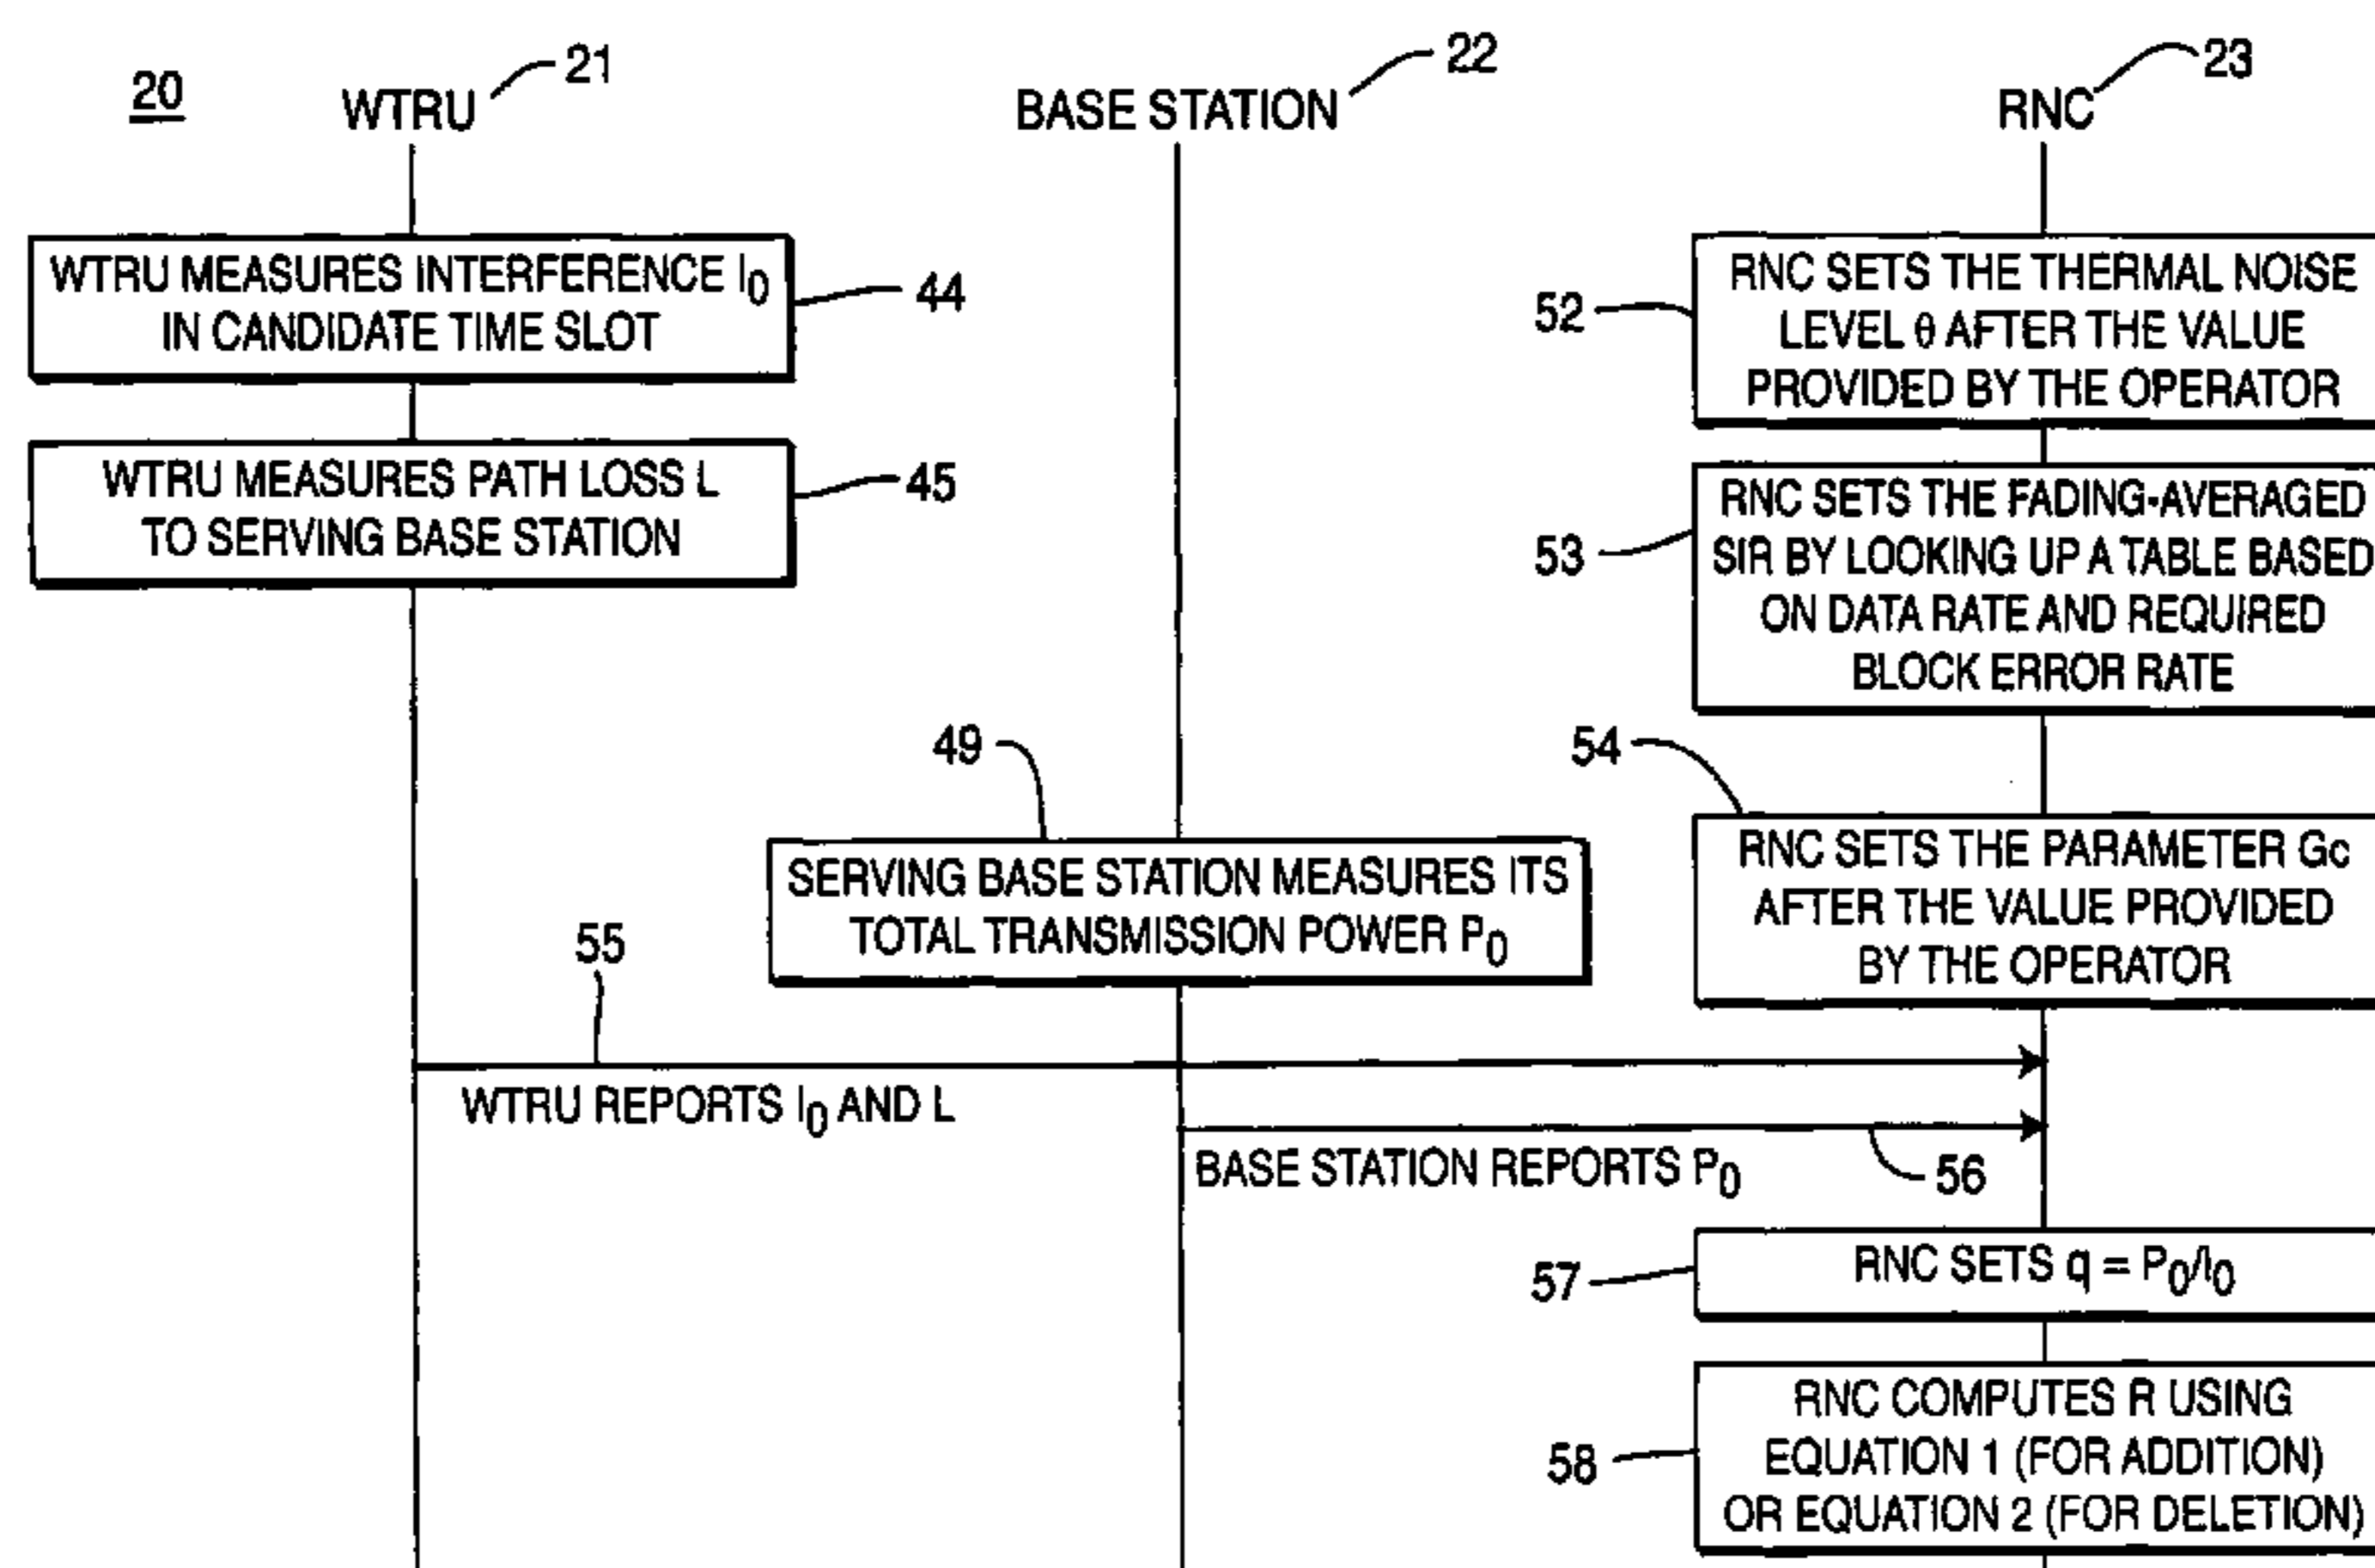 20
WTRU
21
BASE STATION
22
RNC
23
WTRU MEASURES INTERFERENCE I0
IN CANDIDATE TIME SLOT
44
WTRU MEASURES PATH LOSS L
TO SERVING BASE STATION
45
52
RNC SETS THE THERMAL NOISE
LEVEL θ AFTER THE VALUE
PROVIDED BY THE OPERATOR
53
RNC SETS THE FADING-AVERAGED
SIR BY LOOKING UP A TABLE BASED
ON DATA RATE AND REQUIRED
BLOCK ERROR RATE
49
SERVING BASE STATION MEASURES ITS
TOTAL TRANSMISSION POWER P0
54
RNC SETS THE PARAMETER Gc
AFTER THE VALUE PROVIDED
BY THE OPERATOR
55
WTRU REPORTS I0 AND L
BASE STATION REPORTS P0
56
57
RNC SETS q = P0/I0
58
RNC COMPUTES R USING
EQUATION 1 (FOR ADDITION)
OR EQUATION 2 (FOR DELETION)